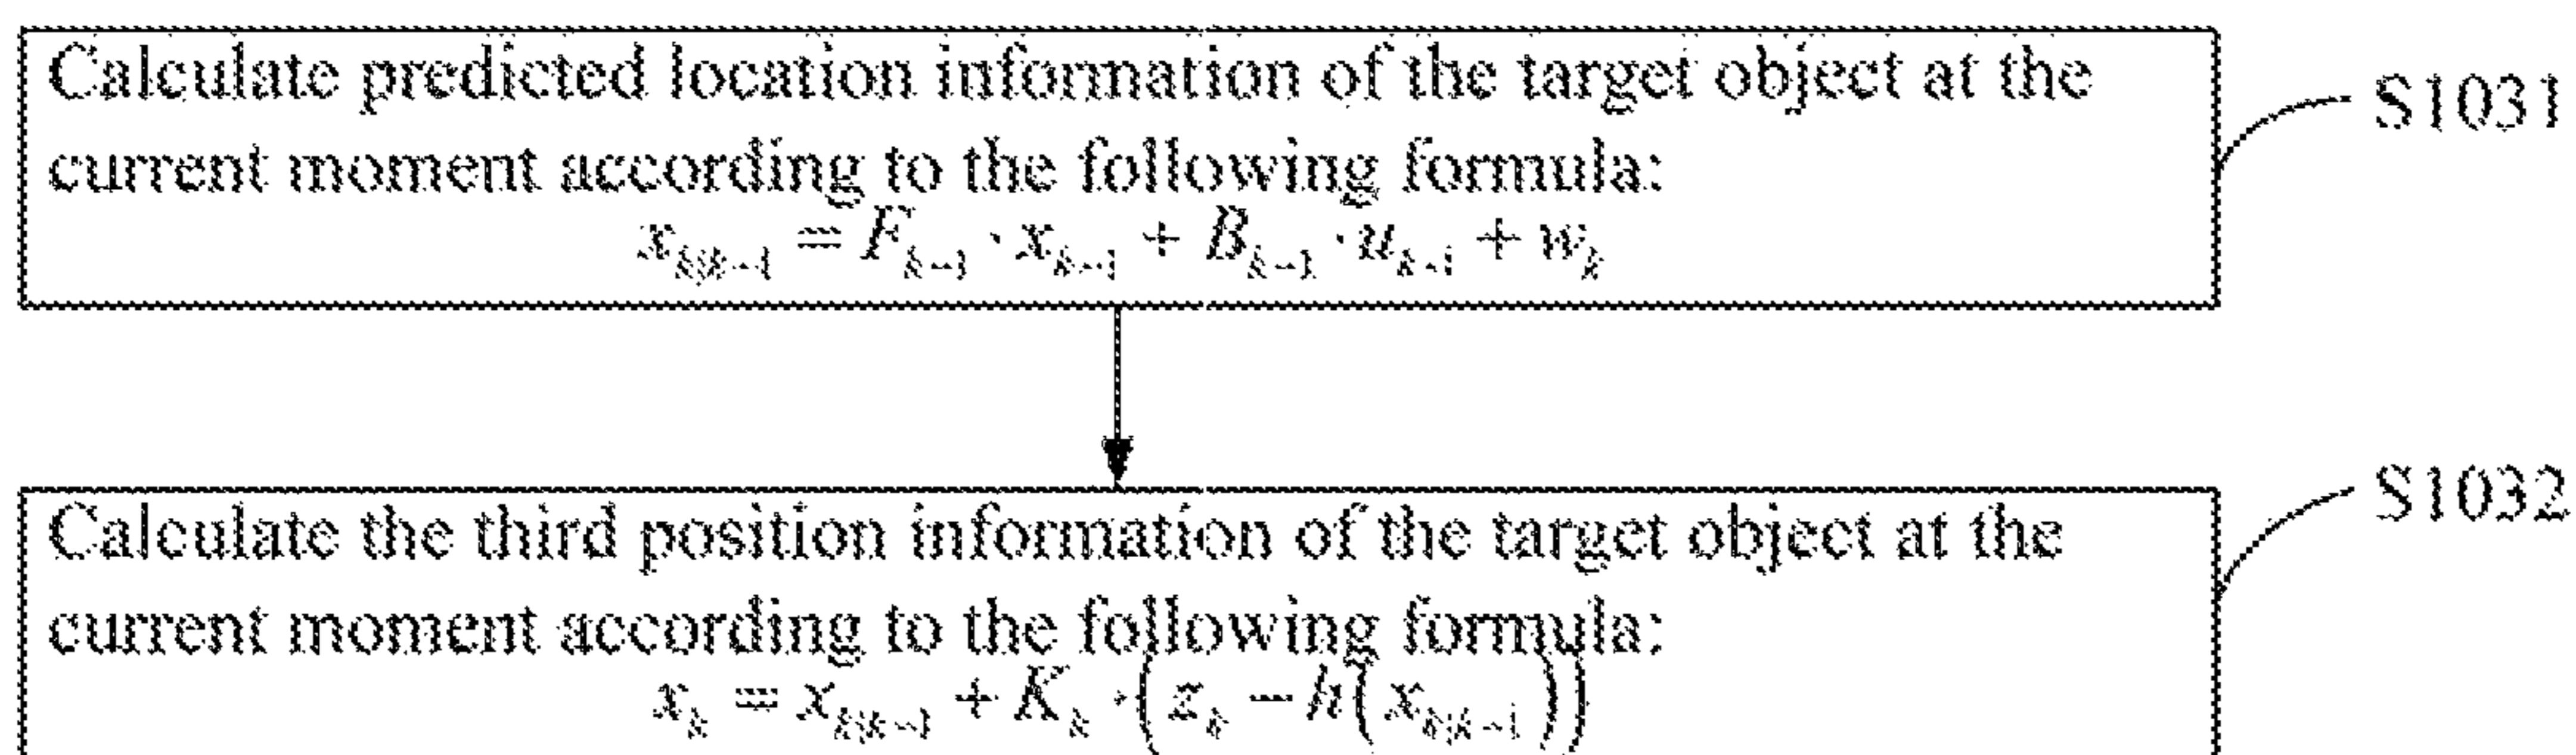 Calculate predicted location information of the target object at the
current moment according to the following formula:
x_{k|k-1} = F_{k-1} · x_{k-1} + B_{k-1} · u_{k-1} + w_k
S1031
Calculate the third position information of the target object at the
current moment according to the following formula:
x_k = x_{k|k-1} + K_k · (z_k - h(x_{k|k-1}))
S1032